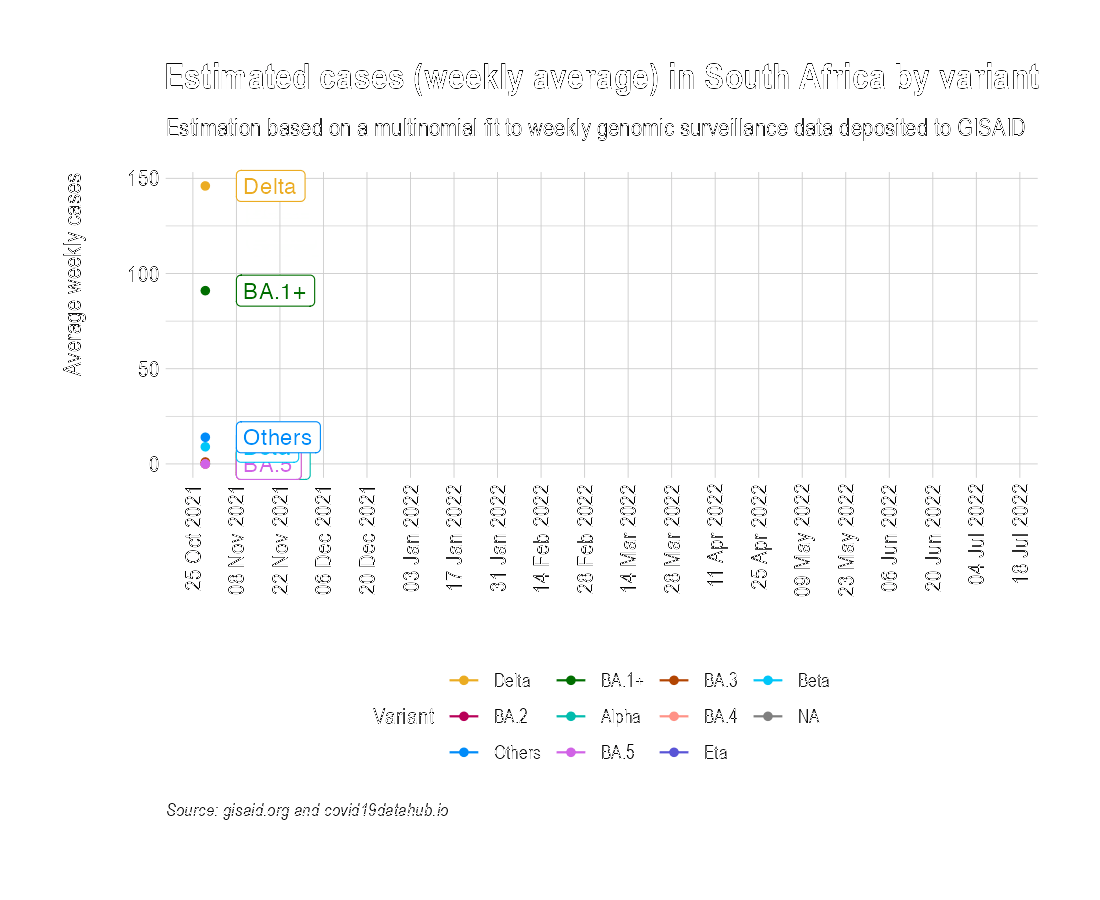 Estimated cases (weekly average) in South Africa by variant
Estimation based on a multinomial fit to weekly genomic surveillance data deposited to GISAID
Average weekly cases
150
100
50
0
Delta
BA.1+
Others
Beta
BA.5
25 Oct 2021
08 Nov 2021
22 Nov 2021
06 Dec 2021
20 Dec 2021
03 Jan 2022
17 Jan 2022
31 Jan 2022
14 Feb 2022
28 Feb 2022
14 Mar 2022
28 Mar 2022
11 Apr 2022
25 Apr 2022
09 May 2022
23 May 2022
06 Jun 2022
20 Jun 2022
04 Jul 2022
18 Jul 2022
Variant
Delta BA.1+ BA.3 Beta
BA.2 Alpha BA.4 NA
Others BA.5 Eta
Source: gisaid.org and covid19datahub.io